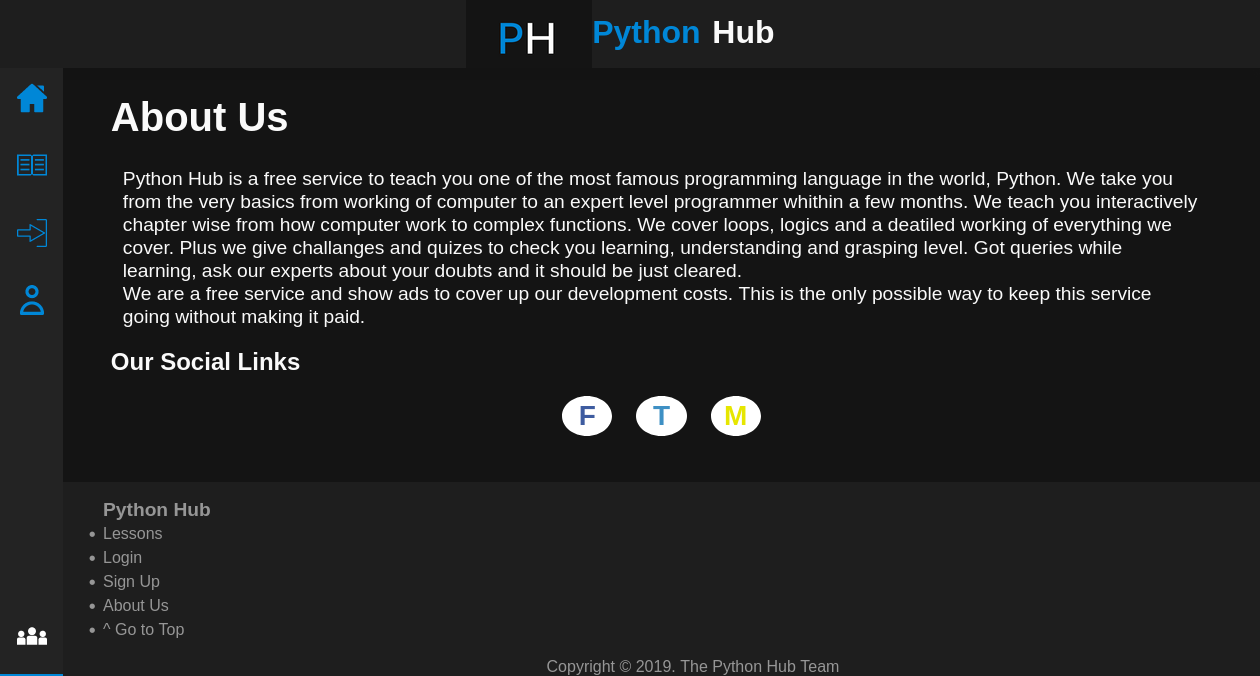 PH Python Hub
About Us
Python Hub is a free service to teach you one of the most famous programming language in the world, Python. We take you
from the very basics from working of computer to an expert level programmer whithin a few months. We teach you interactively
chapter wise from how computer work to complex functions. We cover loops, logics and a deatiled working of everything we
cover. Plus we give challanges and quizes to check you learning, understanding and grasping level. Got queries while
learning, ask our experts about your doubts and it should be just cleared.
We are a free service and show ads to cover up our development costs. This is the only possible way to keep this service
going without making it paid.
Our Social Links
F T M
Python Hub
• Lessons
• Login
• Sign Up
• About Us
• ^ Go to Top
Copyright © 2019. The Python Hub Team